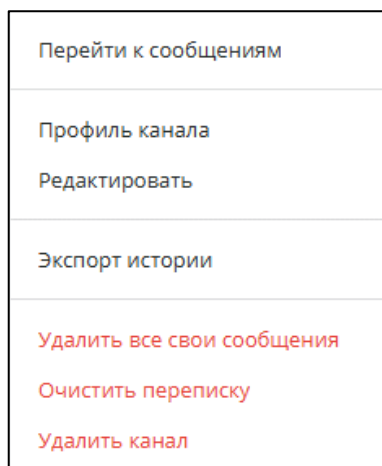 Перейти к сообщениям
Профиль канала
Редактировать
Экспорт истории
Удалить все свои сообщения
Очистить переписку
Удалить канал